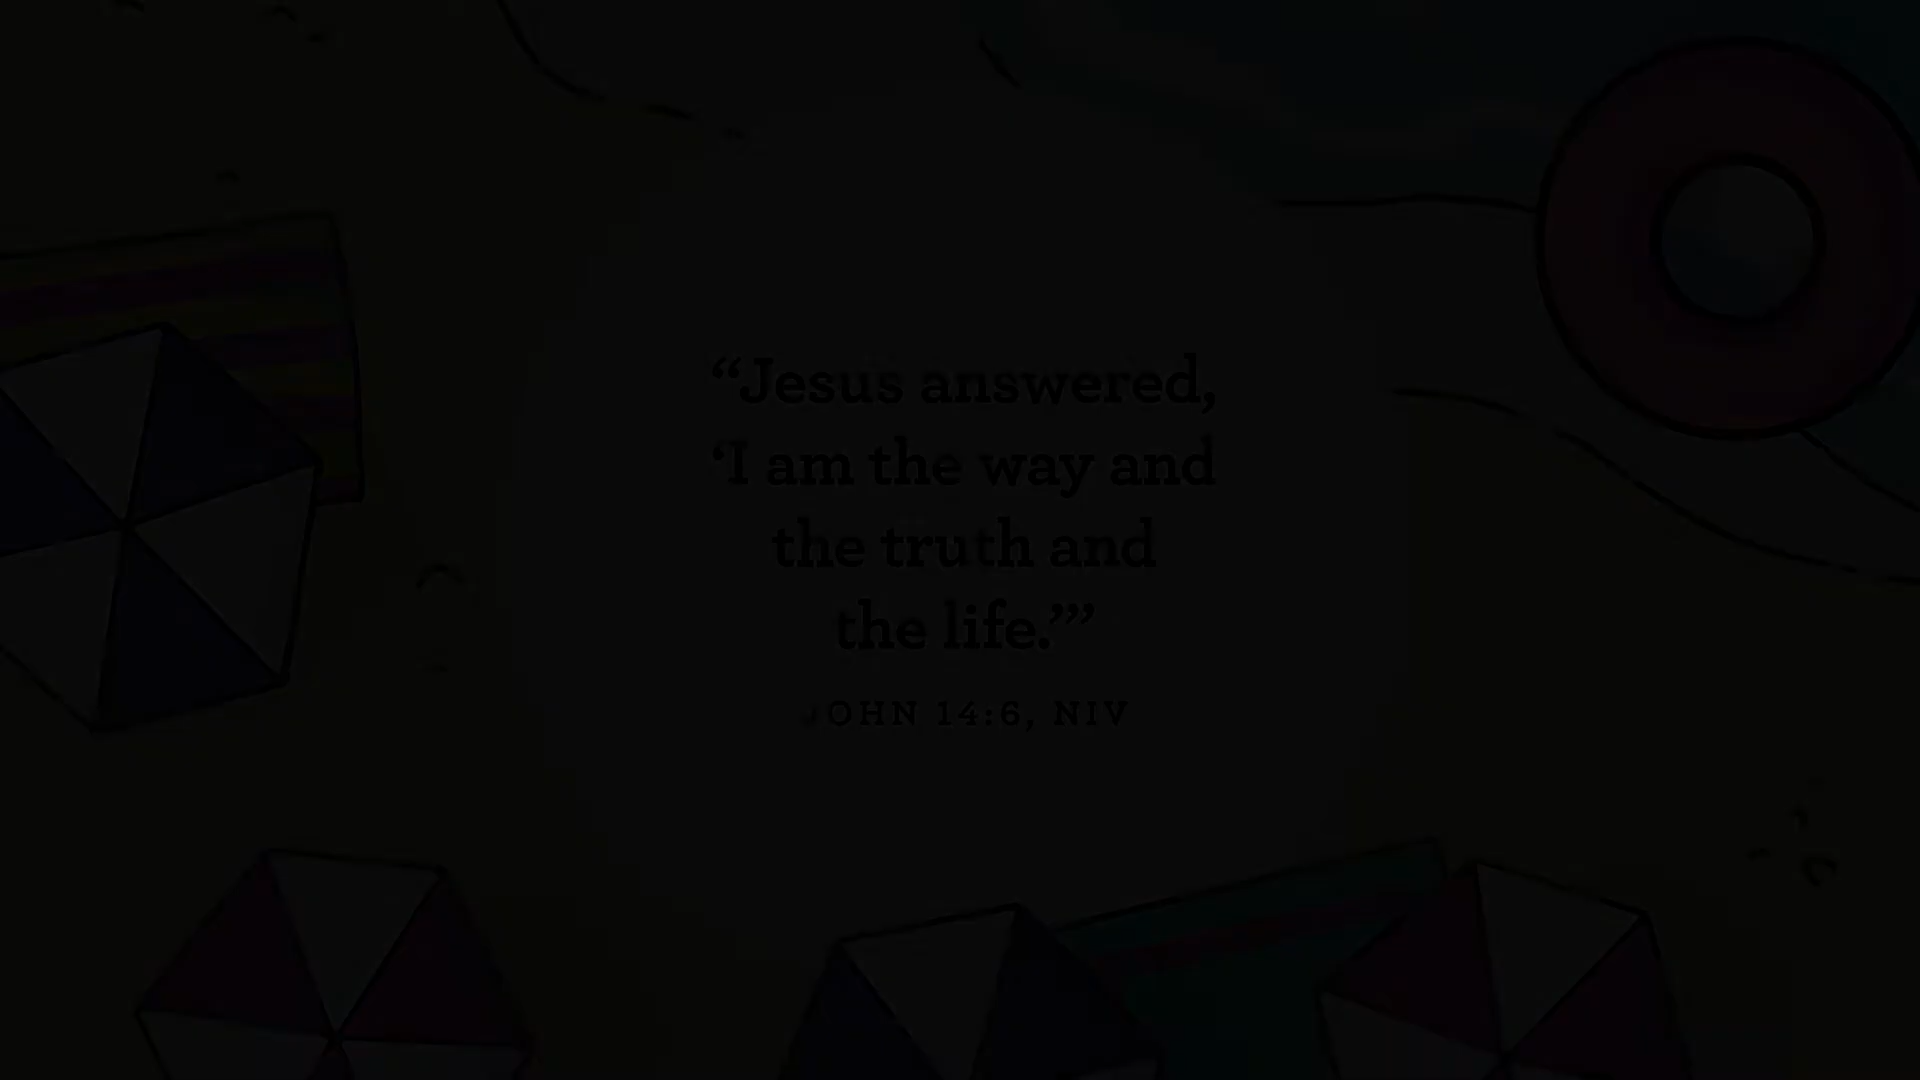 “Jesus answered,
‘I am the way and
the truth and
the life.’”
JOHN 14:6, NIV